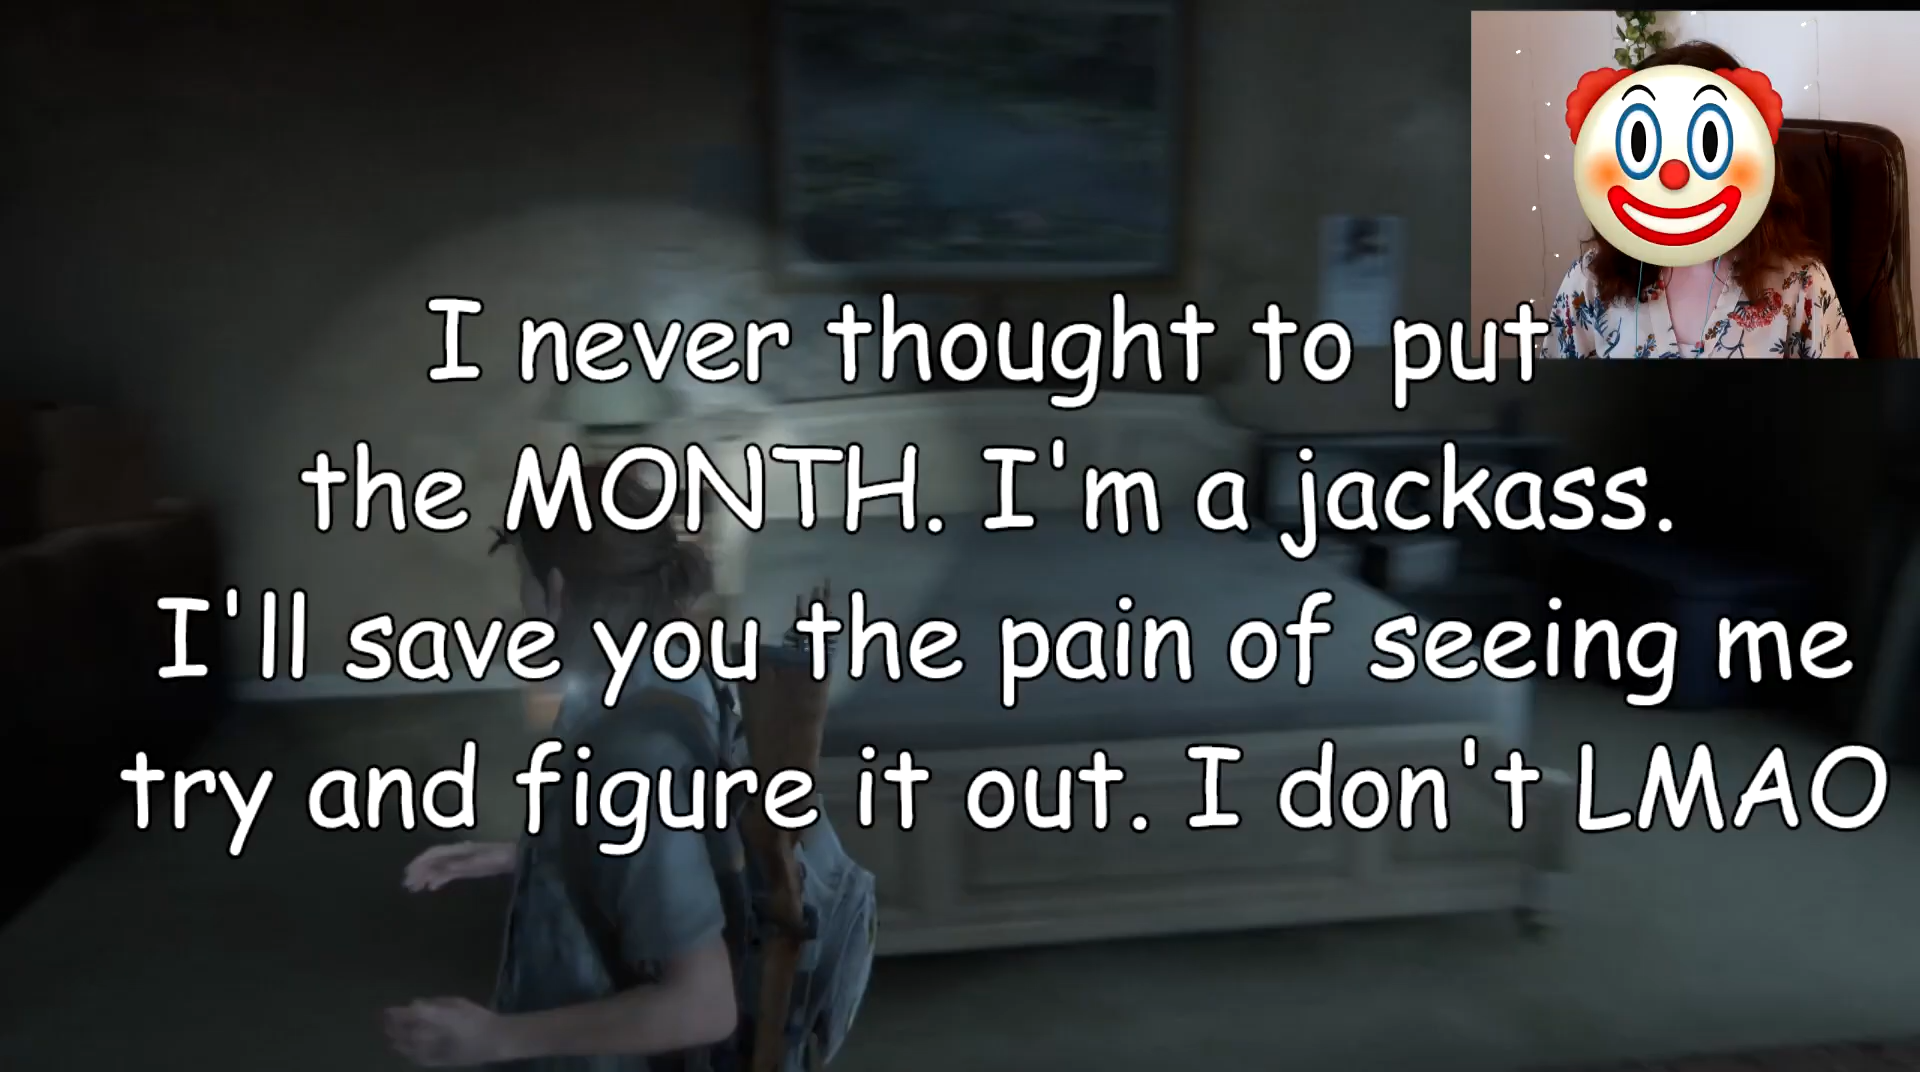 I never thought to put
the MONTH. I'm a jackass.
I'll save you the pain of seeing me
try and figure it out. I don't LMAO